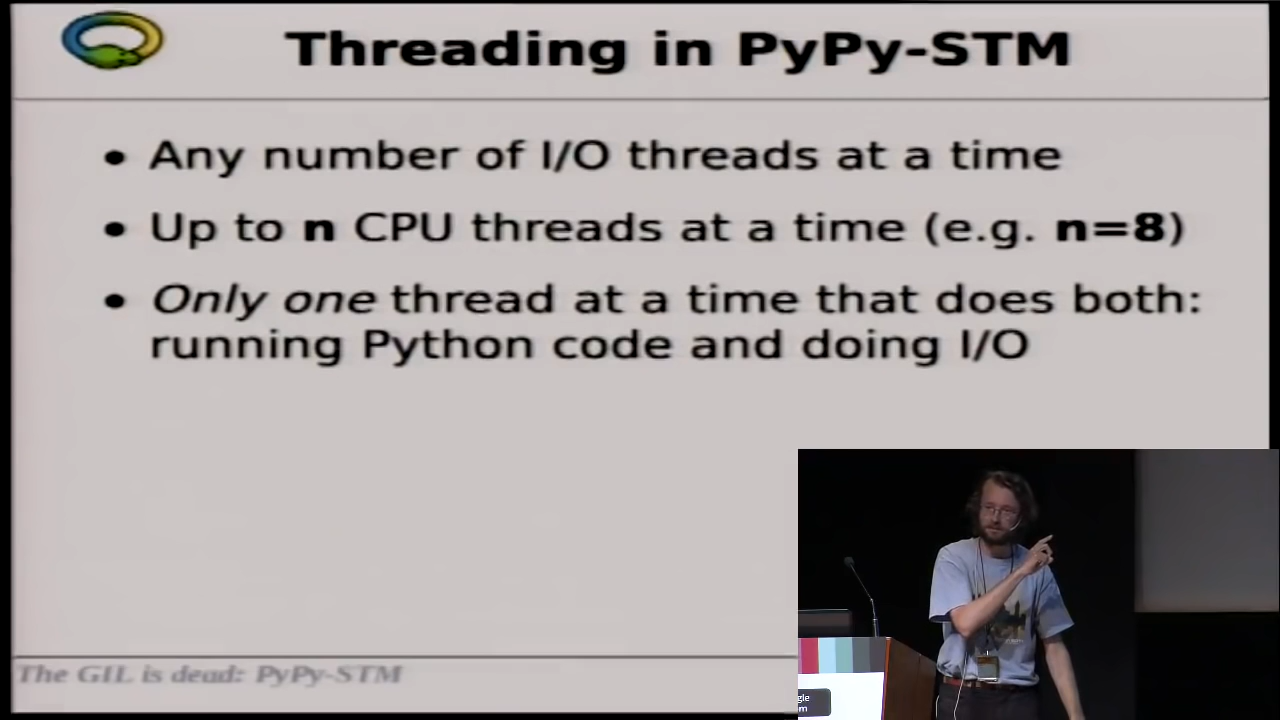 Threading in PyPy-STM
• Any number of I/O threads at a time
• Up to n CPU threads at a time (e.g. n=8)
• Only one thread at a time that does both:
running Python code and doing I/O
The GIL is dead: PyPy-STM
gle
m